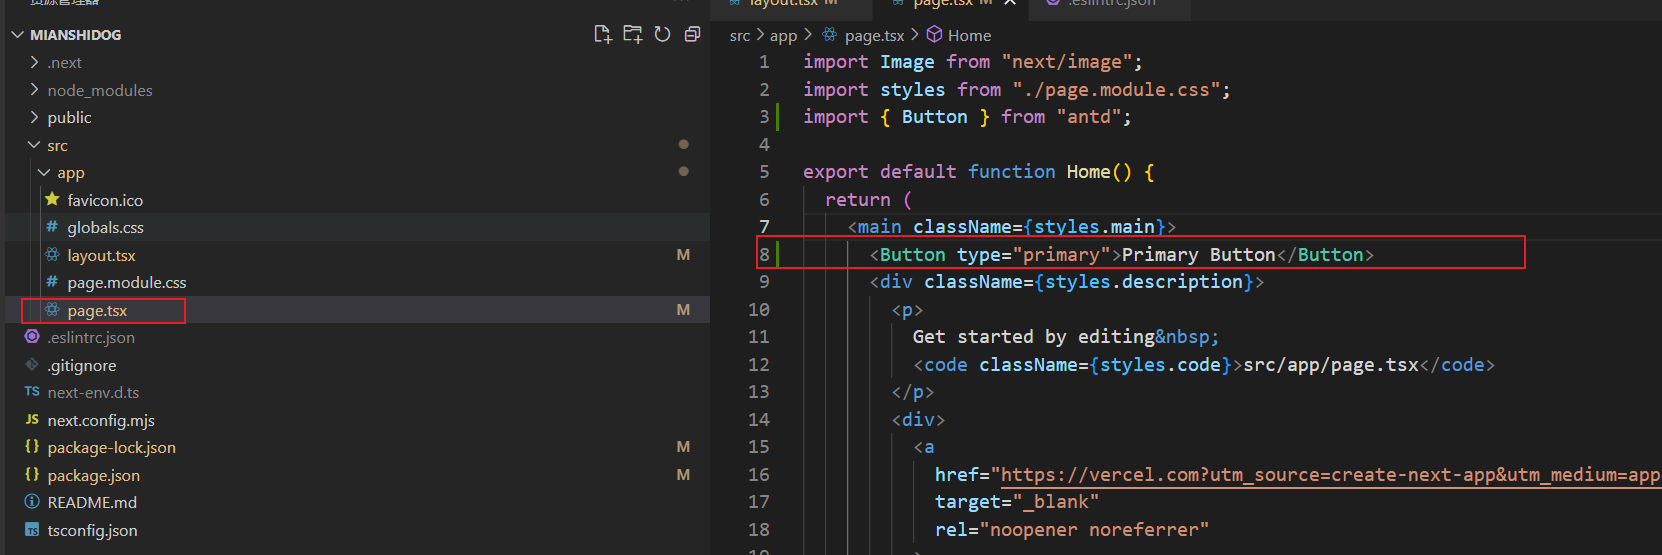 资源管理器
MIANSHIDOG
.next
node_modules
public
src
app
favicon.ico
globals.css
layout.tsx M
page.module.css
page.tsx M
.eslintrc.json
.gitignore
TS next-env.d.ts
JS next.config.mjs
{} package-lock.json M
{} package.json M
README.md
TS tsconfig.json
layout.tsx M page.tsx M .eslintrc.json
src > app > page.tsx > Home
1 import Image from "next/image";
2 import styles from "./page.module.css";
3 import { Button } from "antd";
4
5 export default function Home() {
6 return (
7 <main className={styles.main}>
8 <Button type="primary">Primary Button</Button>
9 <div className={styles.description}>
10 <p>
11 Get started by editing&nbsp;
12 <code className={styles.code}>src/app/page.tsx</code>
13 </p>
14 <div>
15 <a
16 href="https://vercel.com?utm_source=create-next-app&utm_medium=app
17 target="_blank"
18 rel="noopener noreferrer"